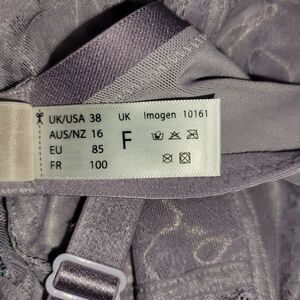 UK/USA 38 UK Imogen 10161
AUS/NZ 16 F
EU 85
FR 100